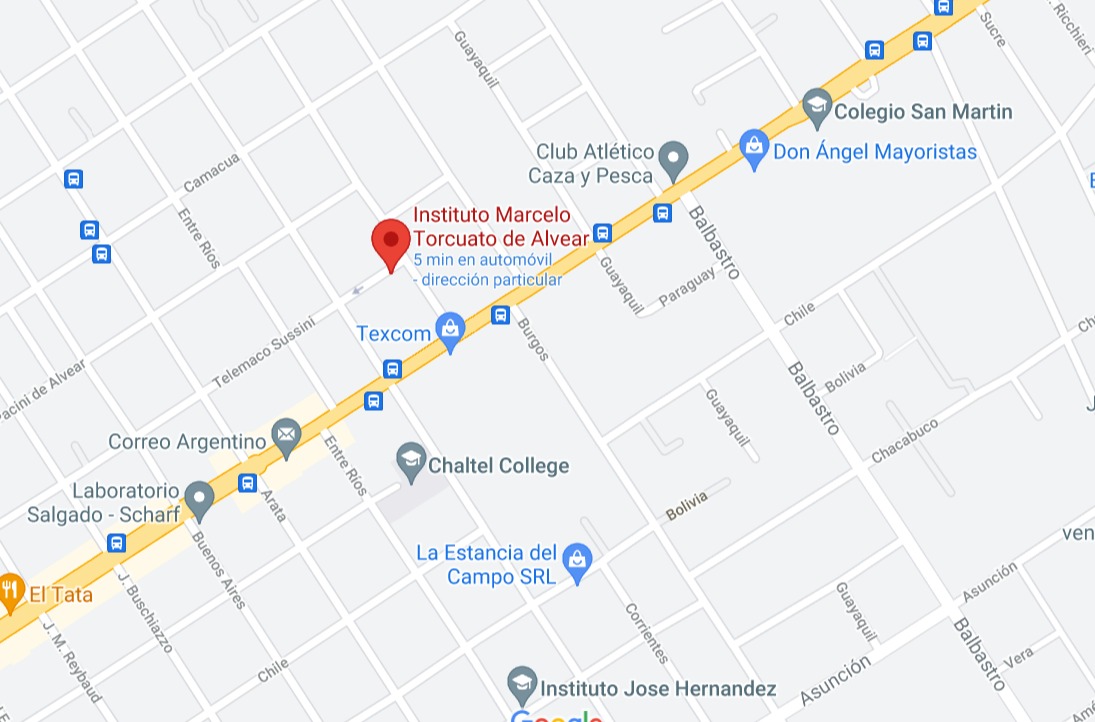 Guayaquil
Sucre
Ricchieri
Colegio San Martin
Club Atlético
Caza y Pesca
Don Ángel Mayoristas
Camacua
Entre Ríos
Instituto Marcelo
Torcuato de Alvear
5 min en automóvil
- dirección particular
Balbastro
Guayaquil
Paraguay
Chile
Telemaco Sussini
Texcom
Burgos
Pacini de Alvear
Balbastro
Bolivia
Guayaquil
Chacabuco
Correo Argentino
Entre Ríos
Chaltel College
Laboratorio
Salgado - Scharf
Arata
Bolivia
ven
Buenos Aires
La Estancia del
Campo SRL
El Tata
J. Buschiazzo
Asunción
Guayaquil
Corrientes
J. M. Reybaud
Balbastro
Vera
Chile
Asunción
Instituto Jose Hernandez
Google